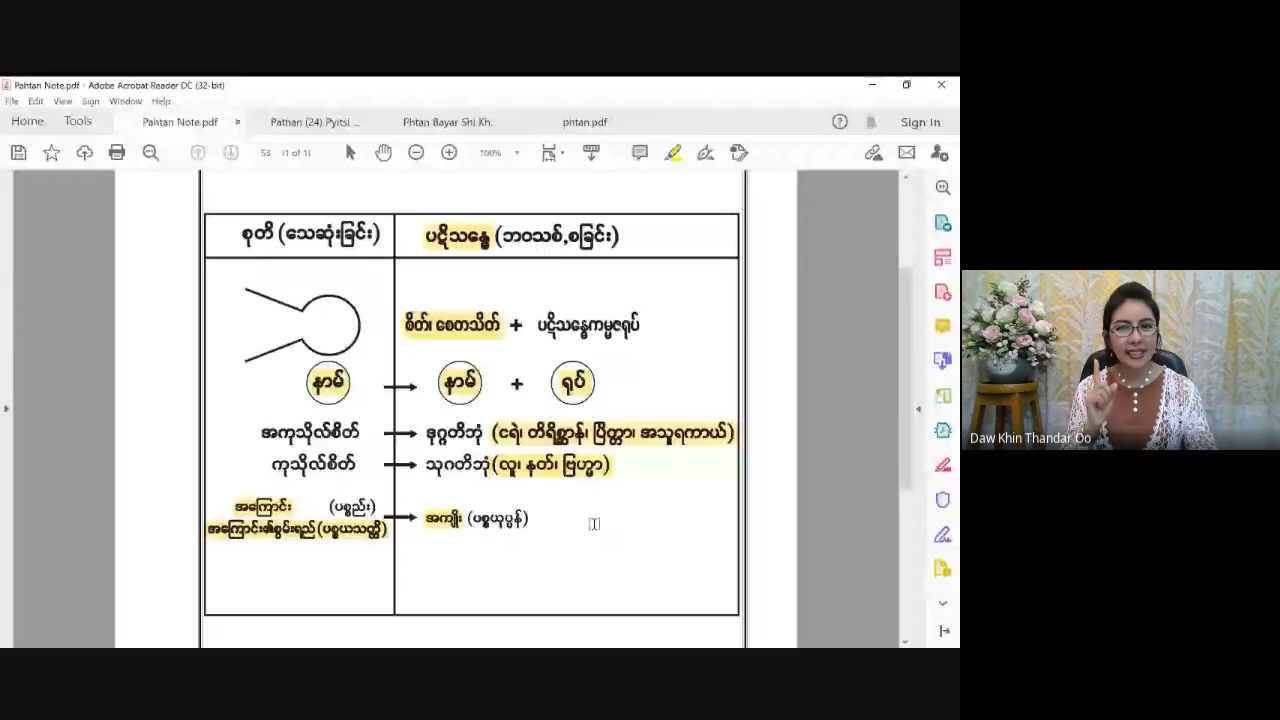 Pahtan Note.pdf - Adobe Acrobat Reader DC (32-bit)
File Edit View Sign Window Help
Home Tools Pahtan Note.pdf × Pathan (24) Pyitsi ... Phtan Bayar Shi Kh... phtan.pdf Sign In
53 (1 of 1) 100%
စုတိ (သေဆုံးခြင်း) ပဋိသန္ဓေ (ဘဝသစ်,စခြင်း)
စိတ်၊ စေတသိတ် + ပဋိသန္ဓေကမ္မဇရုပ်
နာမ် နာမ် + ရုပ်
အကုသိုလ်စိတ် ဒုဂ္ဂတိဘုံ (ငရဲ၊ တိရိစ္ဆာန်၊ ပြိတ္တာ၊ အသူရကာယ်)
ကုသိုလ်စိတ် သုဂတိဘုံ(လူ၊ နတ်၊ ဗြဟ္မာ)
အကြောင်း (ပစ္စည်း)
အကြောင်း၏စွမ်းရည်(ပစ္စယသတ္တိ) အကျိုး (ပစ္စယုပ္ပန်)
Daw Khin Thandar Oo